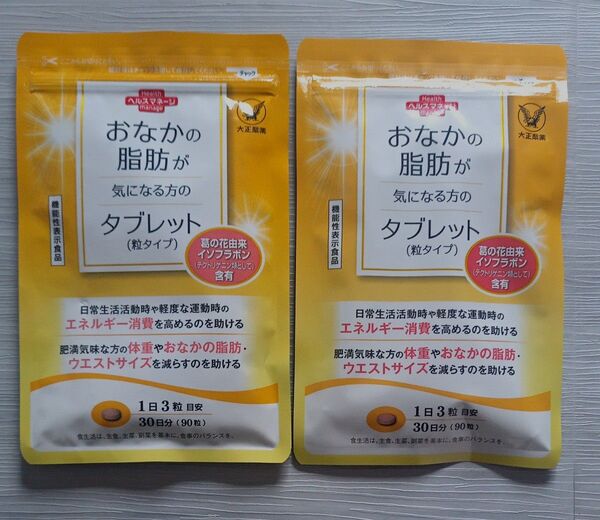 チャック
Health
ヘルスマネージ
manage
大正製薬
おなかの
脂肪が
気になる方の
タブレット
(粒タイプ)
機能性表示食品
葛の花由来
イソフラボン
(テクトリゲニン類として)
含有
日常生活活動時や軽度な運動時の
エネルギー消費を高めるのを助ける
肥満気味な方の体重やおなかの脂肪・
ウエストサイズを減らすのを助ける
1日3粒 目安
30日分(90粒)
食生活は、主食、主菜、副菜を基本に、食事のバランスを。
Health
ヘルスマネージ
manage
大正製薬
おなかの
脂肪が
気になる方の
タブレット
(粒タイプ)
機能性表示食品
葛の花由来
イソフラボン
(テクトリゲニン類として)
含有
日常生活活動時や軽度な運動時の
エネルギー消費を高めるのを助ける
肥満気味な方の体重やおなかの脂肪・
ウエストサイズを減らすのを助ける
1日3粒 目安
30日分(90粒)
食生活は、主食、主菜、副菜を基本に、食事のバランスを。